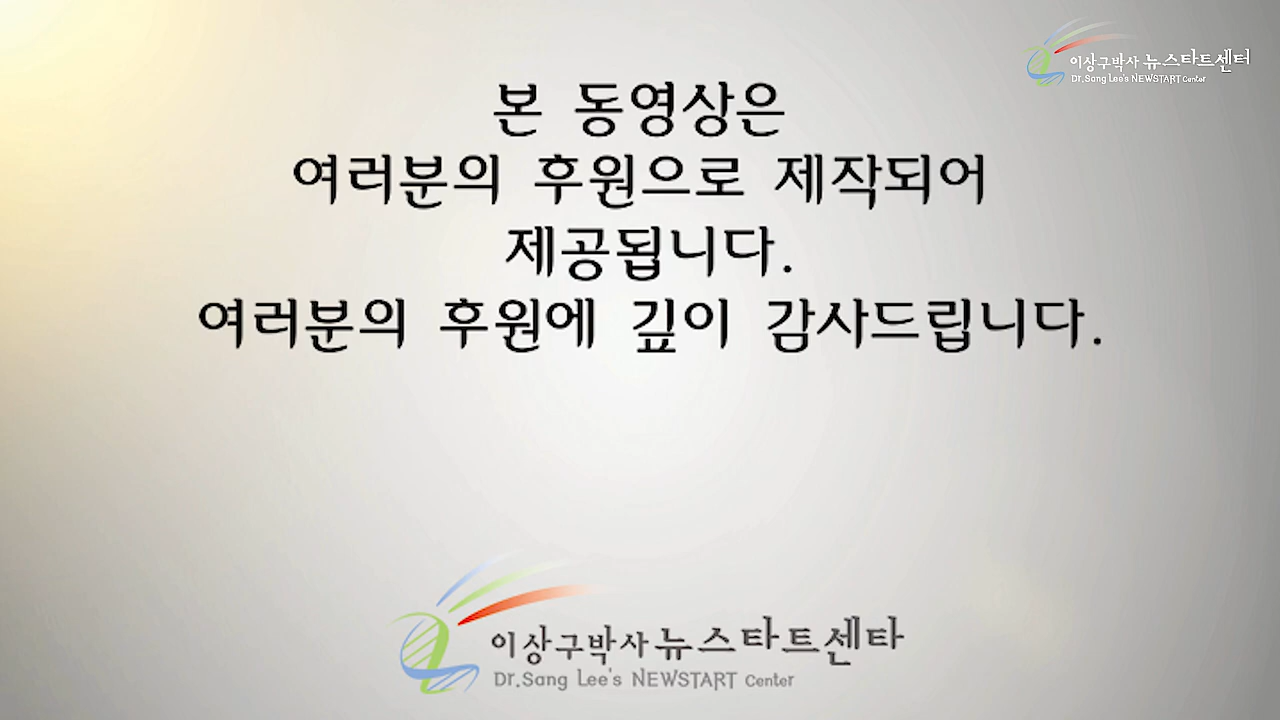 이상구박사 뉴스타트센터
Dr.Sang Lee's NEWSTART Center
본 동영상은
여러분의 후원으로 제작되어
제공됩니다.
여러분의 후원에 깊이 감사드립니다.
이상구박사 뉴스타트센타
Dr.Sang Lee's NEWSTART Center